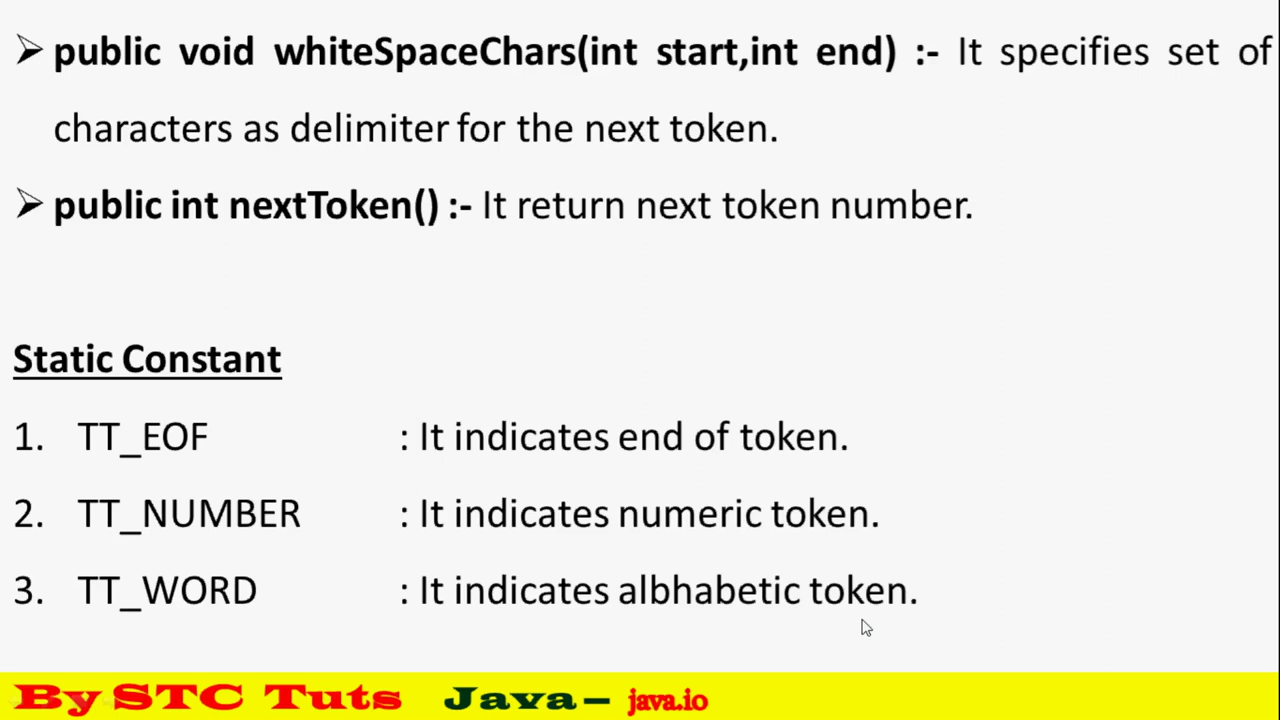 ➢ public void whiteSpaceChars(int start,int end) :- It specifies set of
characters as delimiter for the next token.
➢ public int nextToken() :- It return next token number.
Static Constant
1. TT_EOF : It indicates end of token.
2. TT_NUMBER : It indicates numeric token.
3. TT_WORD : It indicates albhabetic token.
By STC Tuts Java – java.io